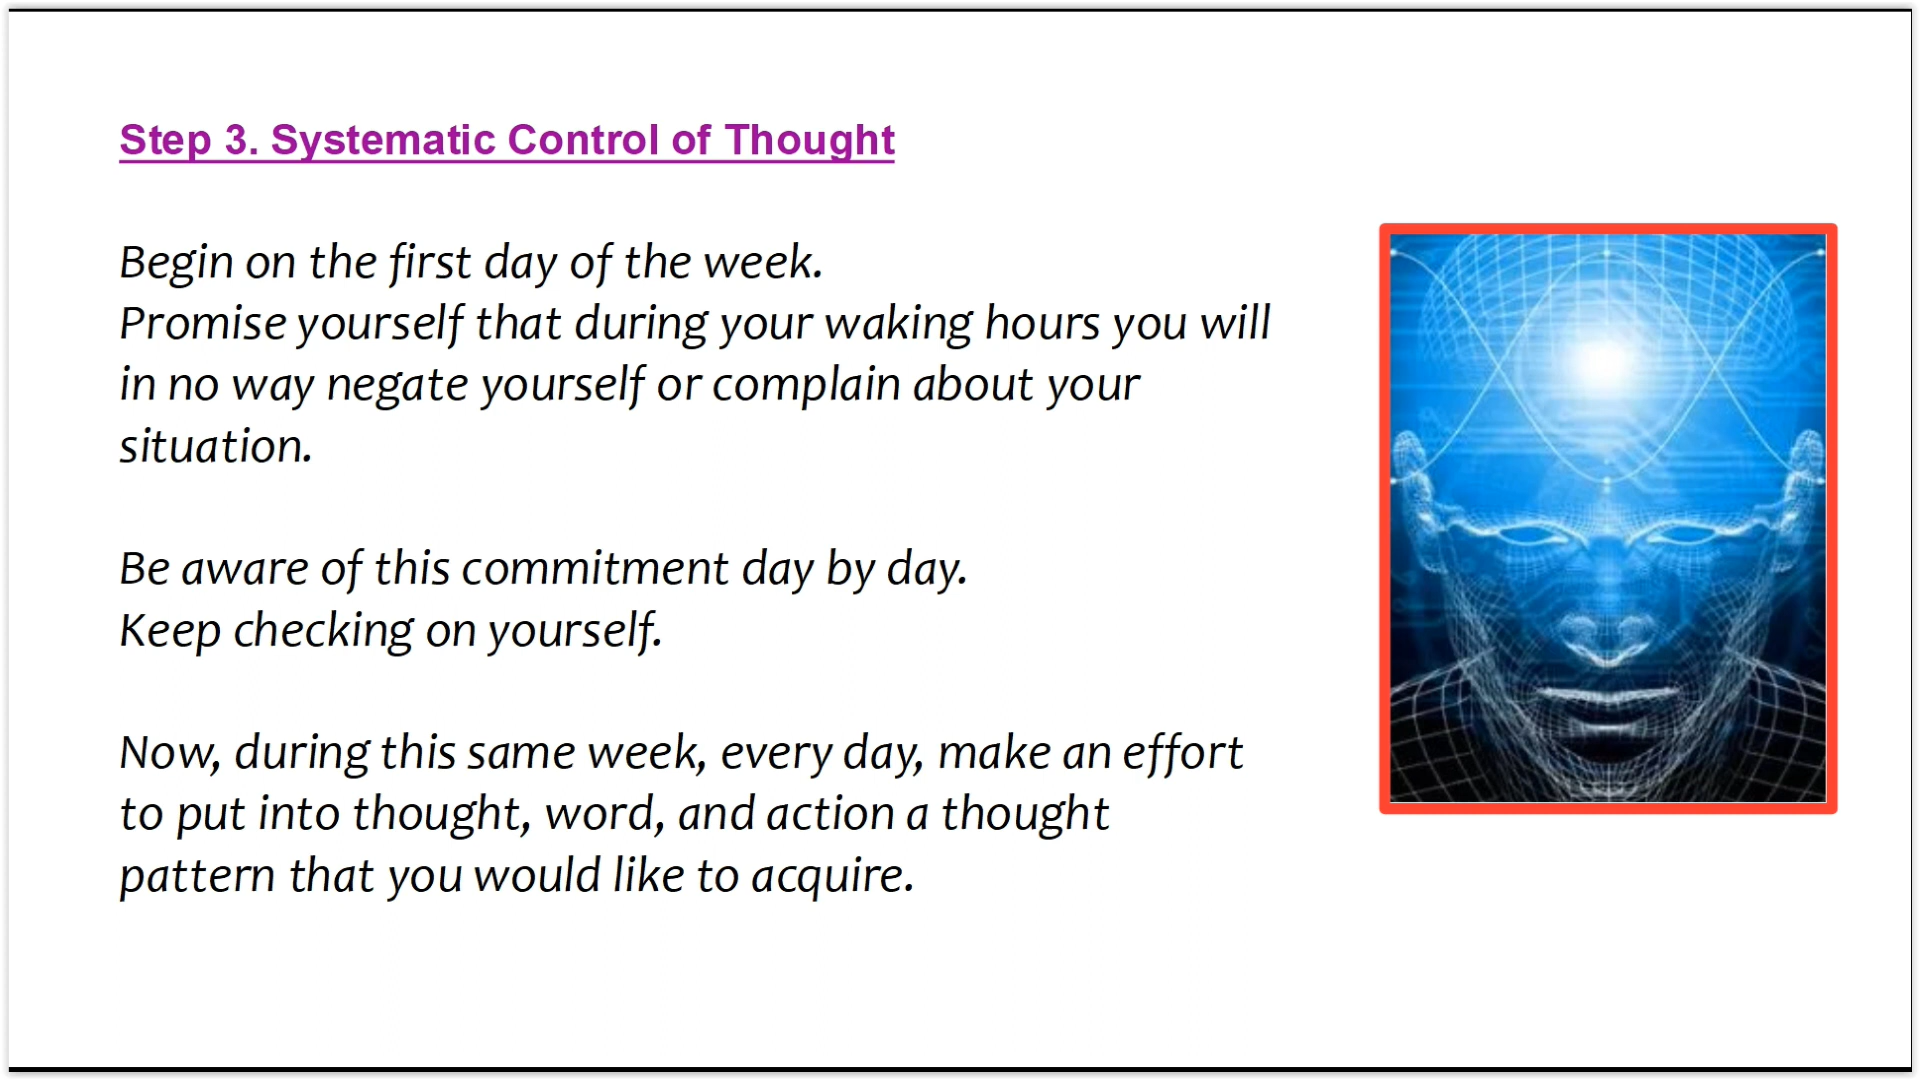 Step 3. Systematic Control of Thought
Begin on the first day of the week.
Promise yourself that during your waking hours you will
in no way negate yourself or complain about your
situation.
Be aware of this commitment day by day.
Keep checking on yourself.
Now, during this same week, every day, make an effort
to put into thought, word, and action a thought
pattern that you would like to acquire.